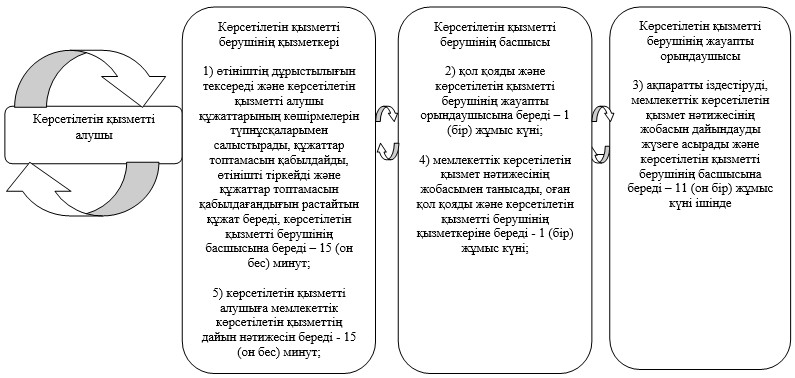 Көрсетілетін қызметті
алушы
Көрсетілетін қызметті
берушінің қызметкері
1) өтініштің дұрыстылығын
тексереді және көрсетілетін
қызметті алушы
құжаттарының көшірмелерін
түпнұсқаларымен
салыстырады, құжаттар
топтамасын қабылдайды,
өтінішті тіркейді және
құжаттар топтамасын
қабылдағандығын растайтын
құжат береді, көрсетілетін
қызметті берушінің
басшысына береді – 15 (он
бес) минут;
5) көрсетілетін қызметті
алушыға мемлекеттік
көрсетілетін қызметтің
дайын нәтижесін береді - 15
(он бес) минут;
Көрсетілетін қызметті
берушінің басшысы
2) қол қояды және
көрсетілетін қызметті
берушінің жауапты
орындаушысына береді – 1
(бір) жұмыс күні;
4) мемлекеттік көрсетілетін
қызмет нәтижесінің
жобасымен танысады, оған
қол қояды және көрсетілетін
қызметті берушінің
қызметкеріне береді - 1 (бір)
жұмыс күні;
Көрсетілетін қызметті
берушінің жауапты
орындаушысы
3) ақпаратты іздестіруді,
мемлекеттік көрсетілетін
қызмет нәтижесінің
жобасын дайындауды
жүзеге асырады және
көрсетілетін қызметті
берушінің басшысына
береді – 11 (он бір) жұмыс
күні ішінде